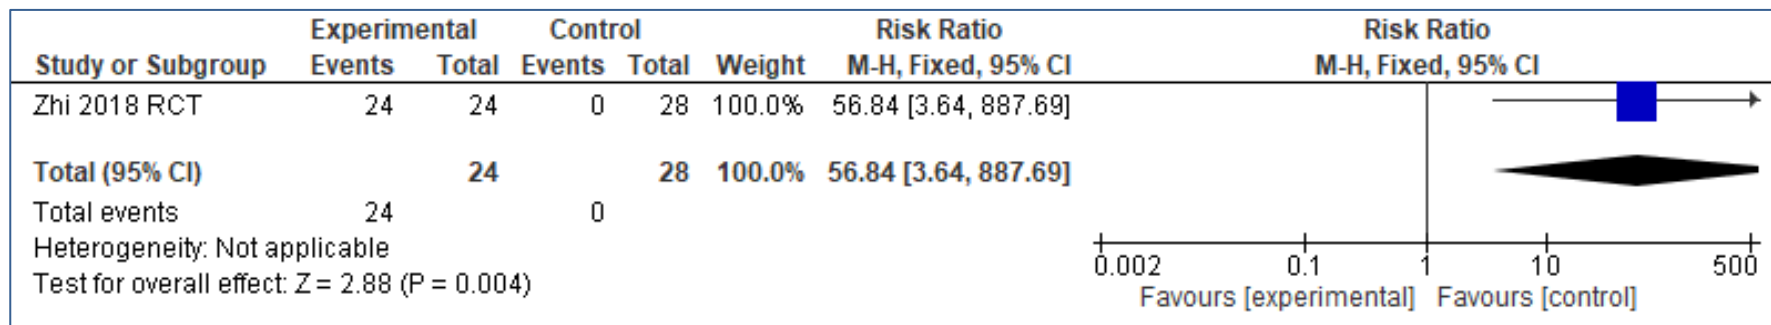 Experimental Control Risk Ratio Risk Ratio
Study or Subgroup Events Total Events Total Weight M-H, Fixed, 95% CI M-H, Fixed, 95% CI
Zhi 2018 RCT 24 24 0 28 100.0% 56.84 [3.64, 887.69]
Total (95% CI) 24 28 100.0% 56.84 [3.64, 887.69]
Total events 24 0
Heterogeneity: Not applicable
Test for overall effect: Z = 2.88 (P = 0.004)
0.002 0.1 1 10 500
Favours [experimental] Favours [control]